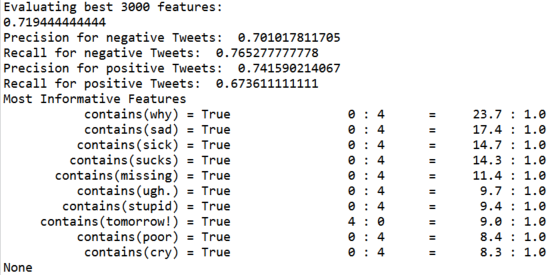 Evaluating best 3000 features:
0.719444444444
Precision for negative Tweets:  0.701017811705
Recall for negative Tweets:  0.765277777778
Precision for positive Tweets:  0.741590214067
Recall for positive Tweets:  0.673611111111
Most Informative Features
contains(why) = True 0 : 4 = 23.7 : 1.0
contains(sad) = True 0 : 4 = 17.4 : 1.0
contains(sick) = True 0 : 4 = 14.7 : 1.0
contains(sucks) = True 0 : 4 = 14.3 : 1.0
contains(missing) = True 0 : 4 = 11.4 : 1.0
contains(ugh.) = True 0 : 4 = 9.7 : 1.0
contains(stupid) = True 0 : 4 = 9.4 : 1.0
contains(tomorrow!) = True 4 : 0 = 9.0 : 1.0
contains(poor) = True 0 : 4 = 8.4 : 1.0
contains(cry) = True 0 : 4 = 8.3 : 1.0
None